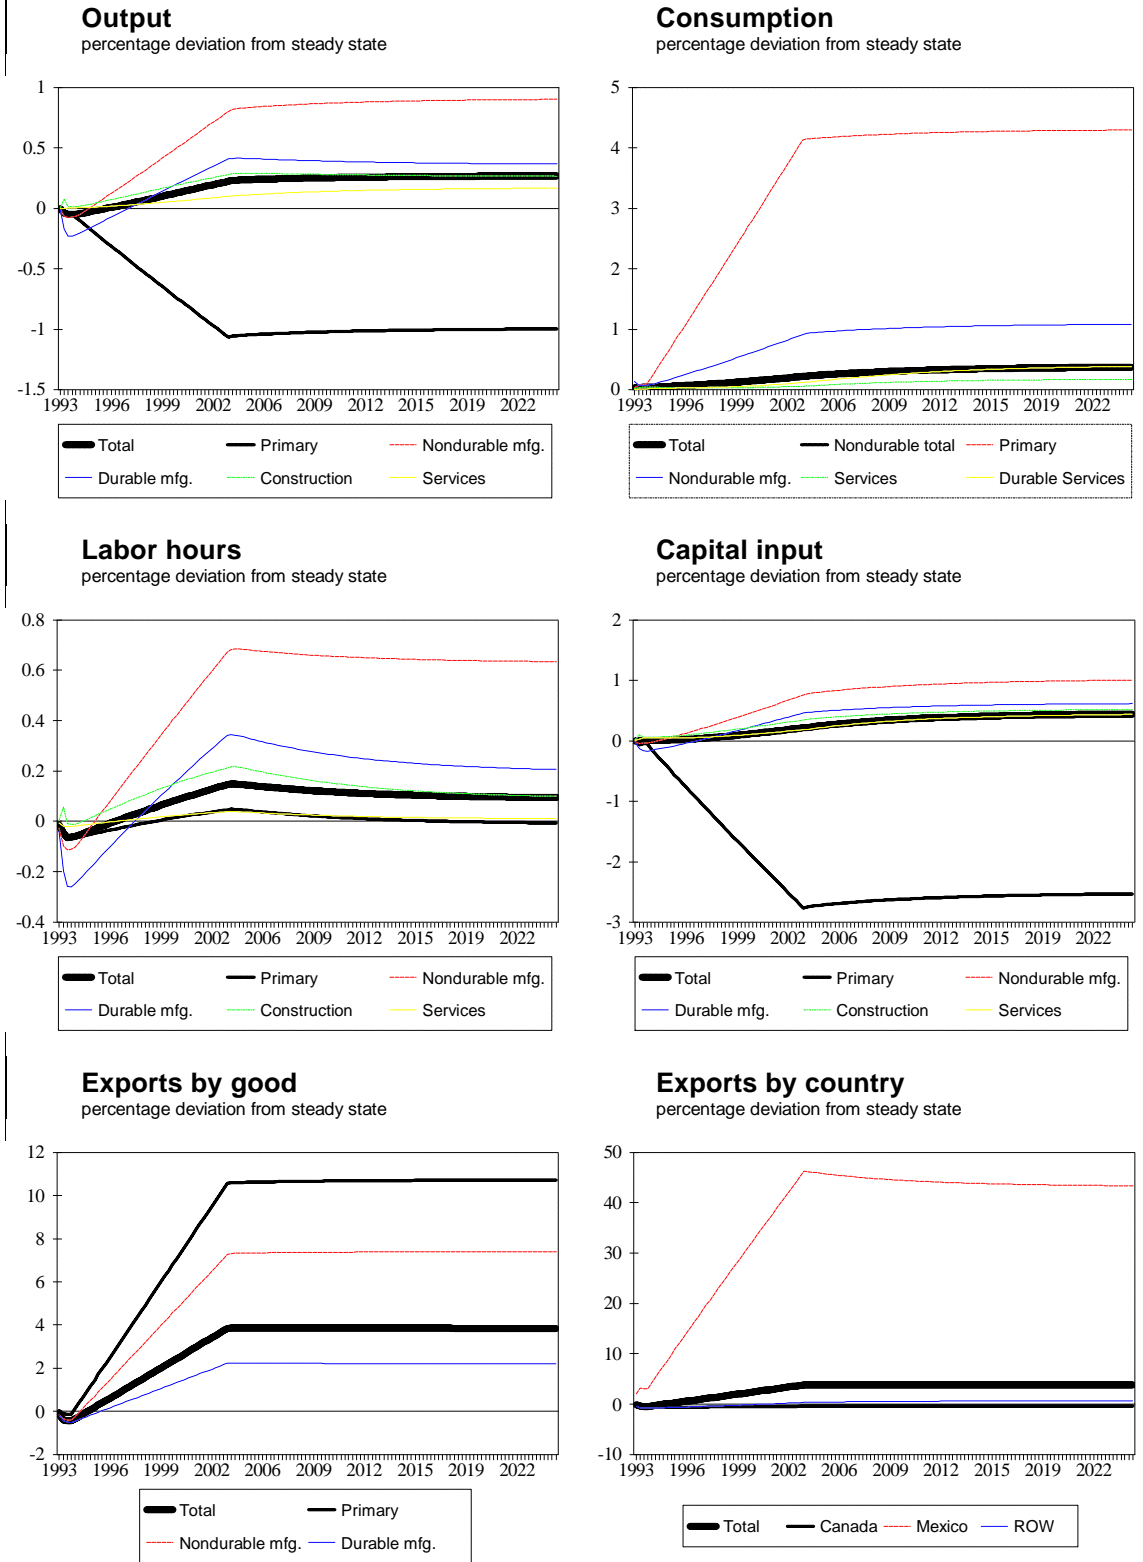 Output
percentage deviation from steady state
1
0.5
0
-0.5
-1
-1.5
1993 1996 1999 2002 2006 2009 2012 2015 2019 2022
Total Primary Nondurable mfg.
Durable mfg. Construction Services
Consumption
percentage deviation from steady state
5
4
3
2
1
0
1993 1996 1999 2002 2006 2009 2012 2015 2019 2022
Total Nondurable total Primary
Nondurable mfg. Services Durable Services
Labor hours
percentage deviation from steady state
0.8
0.6
0.4
0.2
0
-0.2
-0.4
1993 1996 1999 2002 2006 2009 2012 2015 2019 2022
Total Primary Nondurable mfg.
Durable mfg. Construction Services
Capital input
percentage deviation from steady state
2
1
0
-1
-2
-3
1993 1996 1999 2002 2006 2009 2012 2015 2019 2022
Total Primary Nondurable mfg.
Durable mfg. Construction Services
Exports by good
percentage deviation from steady state
12
10
8
6
4
2
0
-2
1993 1996 1999 2002 2006 2009 2012 2015 2019 2022
Total Primary
Nondurable mfg. Durable mfg.
Exports by country
percentage deviation from steady state
50
40
30
20
10
0
-10
1993 1996 1999 2002 2006 2009 2012 2015 2019 2022
Total Canada Mexico ROW